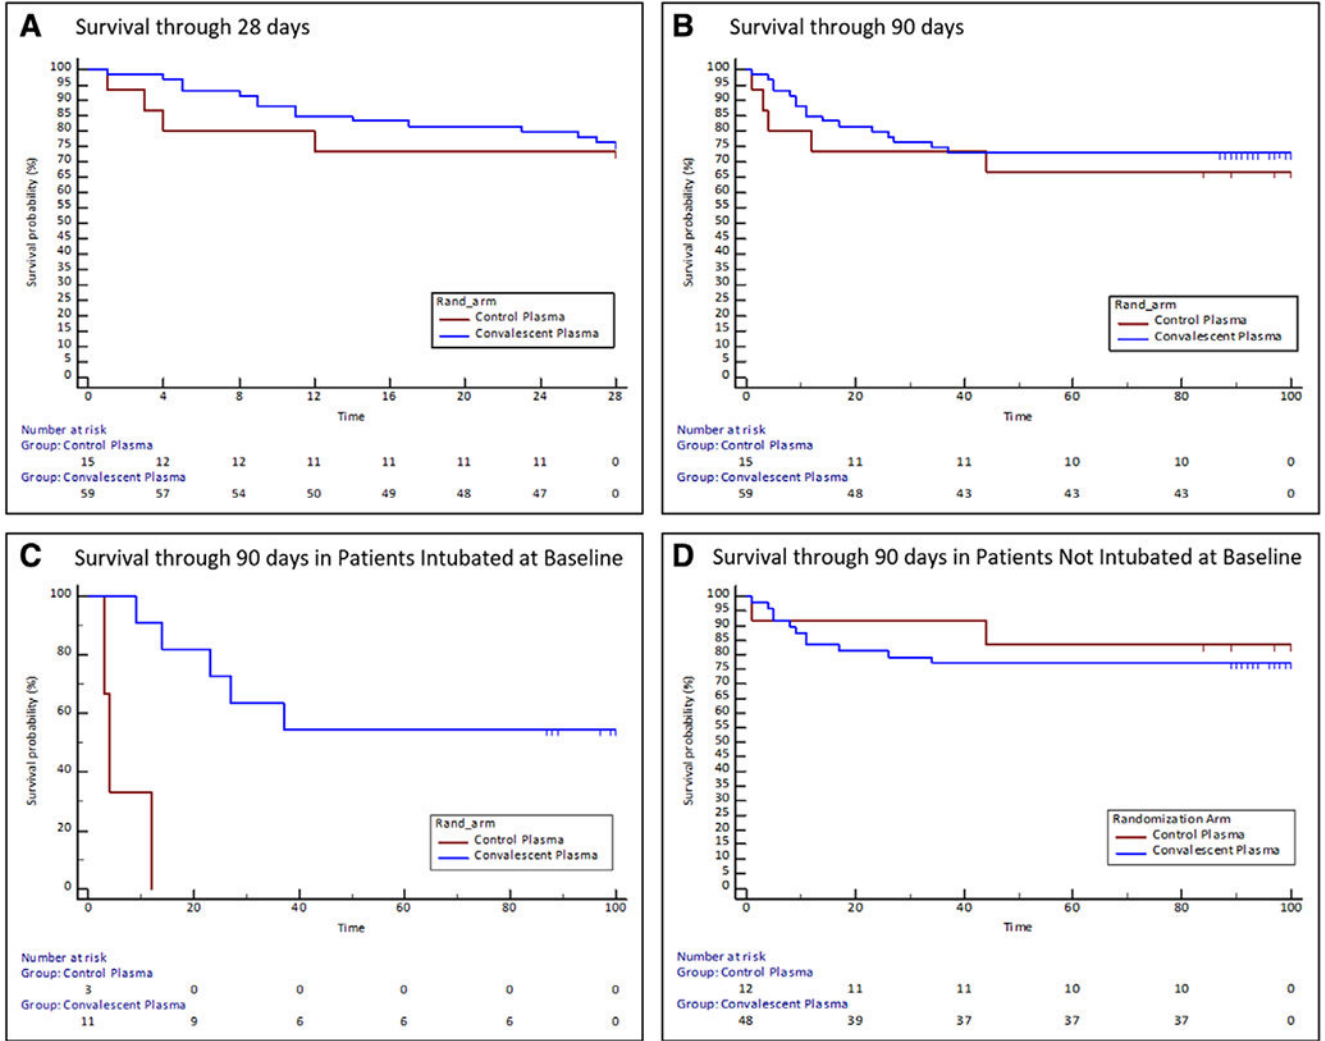 A Survival through 28 days
100
95
90
85
80
75
70
65
60
55
50
45
40
35
30
25
20
15
10
5
0
Survival probability (%)
Rand_arm
Control Plasma
Convalescent Plasma
0 4 8 12 16 20 24 28
Time
Number at risk
Group: Control Plasma
15 12 12 11 11 11 11 0
Group: Convalescent Plasma
59 57 54 50 49 48 47 0
B Survival through 90 days
100
95
90
85
80
75
70
65
60
55
50
45
40
35
30
25
20
15
10
5
0
Survival probability (%)
Rand_arm
Control Plasma
Convalescent Plasma
0 20 40 60 80 100
Time
Number at risk
Group: Control Plasma
15 11 11 10 10 0
Group: Convalescent Plasma
59 48 43 43 43 0
C Survival through 90 days in Patients Intubated at Baseline
100
80
60
40
20
0
Survival probability (%)
Rand_arm
Control Plasma
Convalescent Plasma
0 20 40 60 80 100
Time
Number at risk
Group: Control Plasma
3 0 0 0 0 0
Group: Convalescent Plasma
11 9 6 6 6 0
D Survival through 90 days in Patients Not Intubated at Baseline
100
95
90
85
80
75
70
65
60
55
50
45
40
35
30
25
20
15
10
5
0
Survival probability (%)
Randomization Arm
Control Plasma
Convalescent Plasma
0 20 40 60 80 100
Time
Number at risk
Group: Control Plasma
12 11 11 10 10 0
Group: Convalescent Plasma
48 39 37 37 37 0